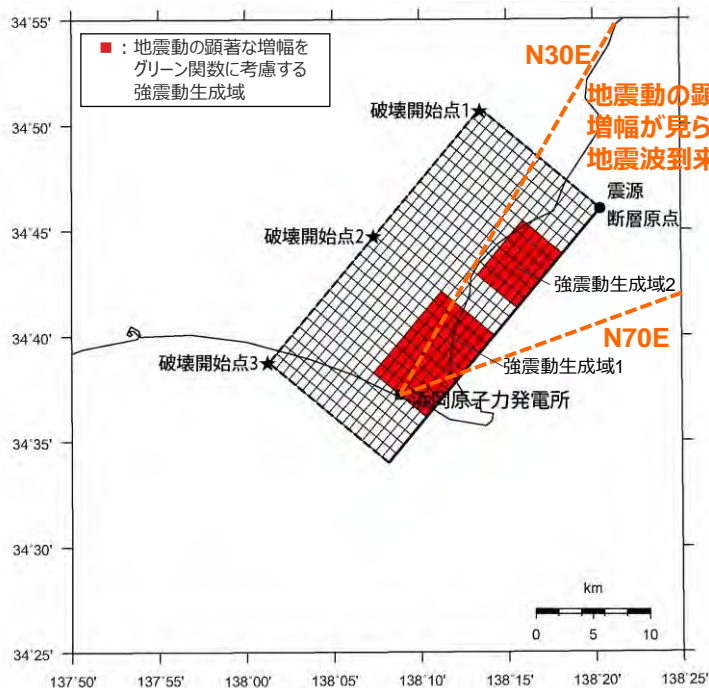 ■：地震動の顕著な増幅を
グリーン関数に考慮する
強震動生成域
N30E
地震動の顕
増幅が見ら
地震波到来
破壊開始点1
震源
断層原点
破壊開始点2
強震動生成域2
N70E
破壊開始点3
強震動生成域1
浜岡原子力発電所
km
0 5 10
34°55'
34°50'
34°45'
34°40'
34°35'
34°30'
34°25'
137°50' 137°55' 138°00' 138°05' 138°10' 138°15' 138°20' 138°25'